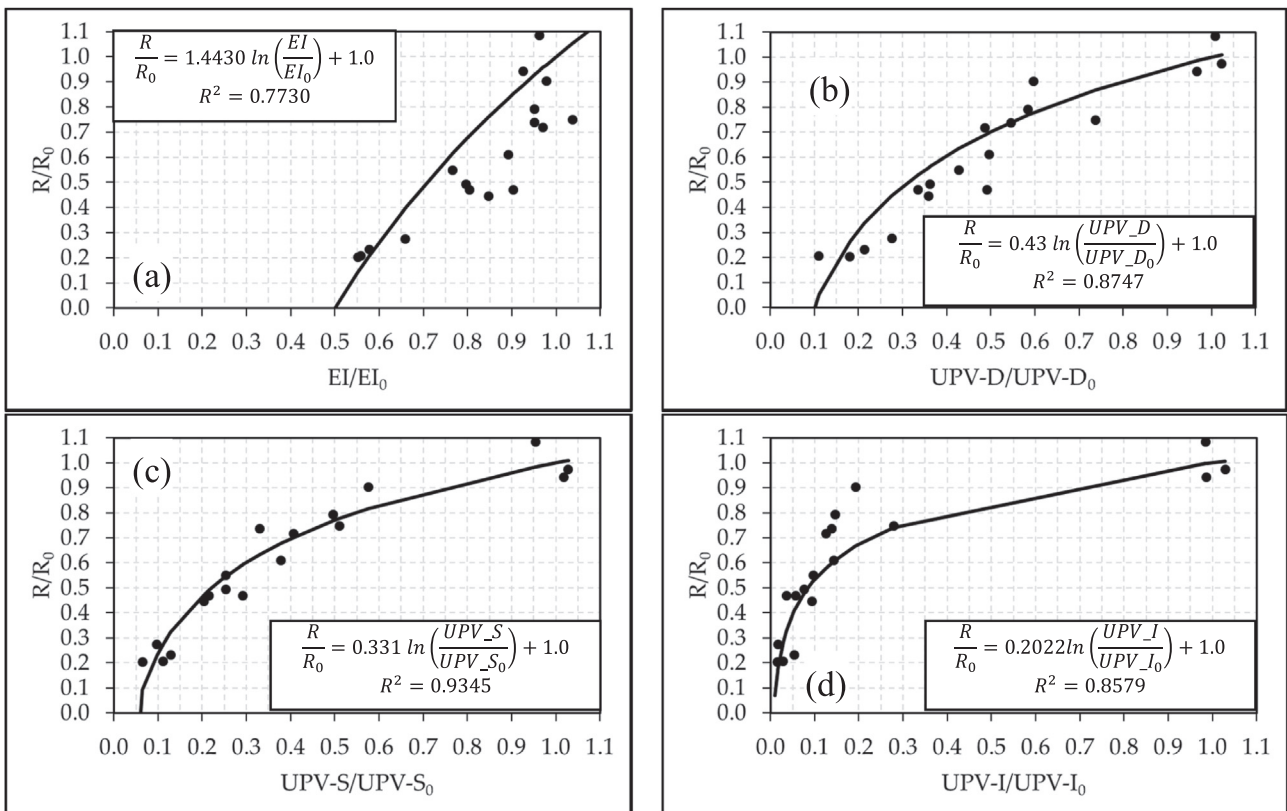 (a)
R/R₀ = 1.4430 ln(EI/EI₀) + 1.0
R² = 0.7730
R/R₀
1.1
1.0
0.9
0.8
0.7
0.6
0.5
0.4
0.3
0.2
0.1
0.0
0.0 0.1 0.2 0.3 0.4 0.5 0.6 0.7 0.8 0.9 1.0 1.1
EI/EI₀
(b)
R/R₀ = 0.43 ln(UPV_D/UPV_D₀) + 1.0
R² = 0.8747
R/R₀
1.1
1.0
0.9
0.8
0.7
0.6
0.5
0.4
0.3
0.2
0.1
0.0
0.0 0.1 0.2 0.3 0.4 0.5 0.6 0.7 0.8 0.9 1.0 1.1
UPV-D/UPV-D₀
(c)
R/R₀ = 0.331 ln(UPV_S/UPV_S₀) + 1.0
R² = 0.9345
R/R₀
1.1
1.0
0.9
0.8
0.7
0.6
0.5
0.4
0.3
0.2
0.1
0.0
0.0 0.1 0.2 0.3 0.4 0.5 0.6 0.7 0.8 0.9 1.0 1.1
UPV-S/UPV-S₀
(d)
R/R₀ = 0.2022ln(UPV_I/UPV_I₀) + 1.0
R² = 0.8579
R/R₀
1.1
1.0
0.9
0.8
0.7
0.6
0.5
0.4
0.3
0.2
0.1
0.0
0.0 0.1 0.2 0.3 0.4 0.5 0.6 0.7 0.8 0.9 1.0 1.1
UPV-I/UPV-I₀